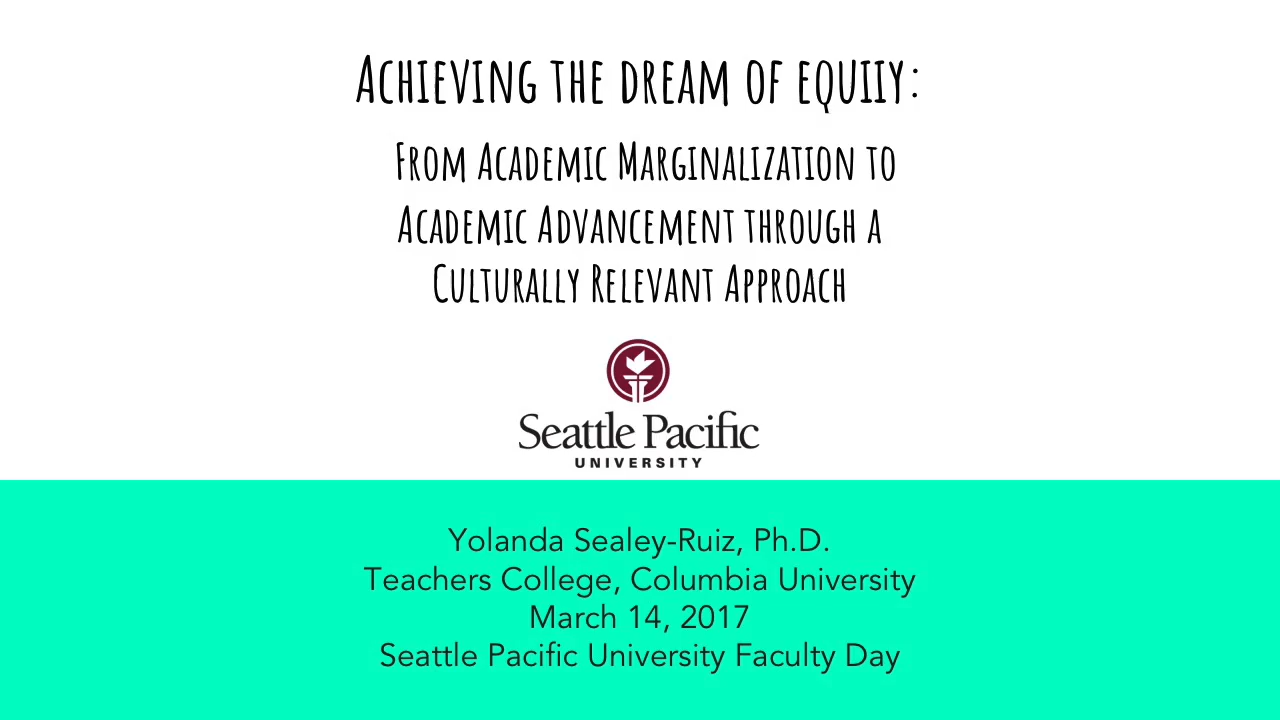 Achieving the dream of equiiy:
From Academic Marginalization to
Academic Advancement through a
Culturally Relevant Approach
Seattle Pacific
UNIVERSITY
Yolanda Sealey-Ruiz, Ph.D.
Teachers College, Columbia University
March 14, 2017
Seattle Pacific University Faculty Day